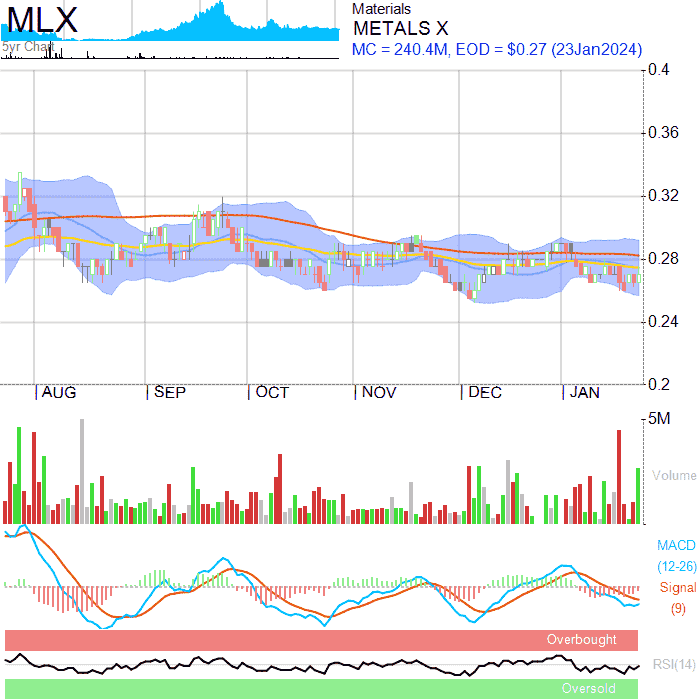 MLX
5yr Chart
Materials
METALS X
MC = 240.4M, EOD = $0.27 (23Jan2024)
0.4
0.36
0.32
0.28
0.24
0.2
AUG SEP OCT NOV DEC JAN
5M
Volume
MACD
(12-26)
Signal
(9)
Overbought
RSI(14)
Oversold